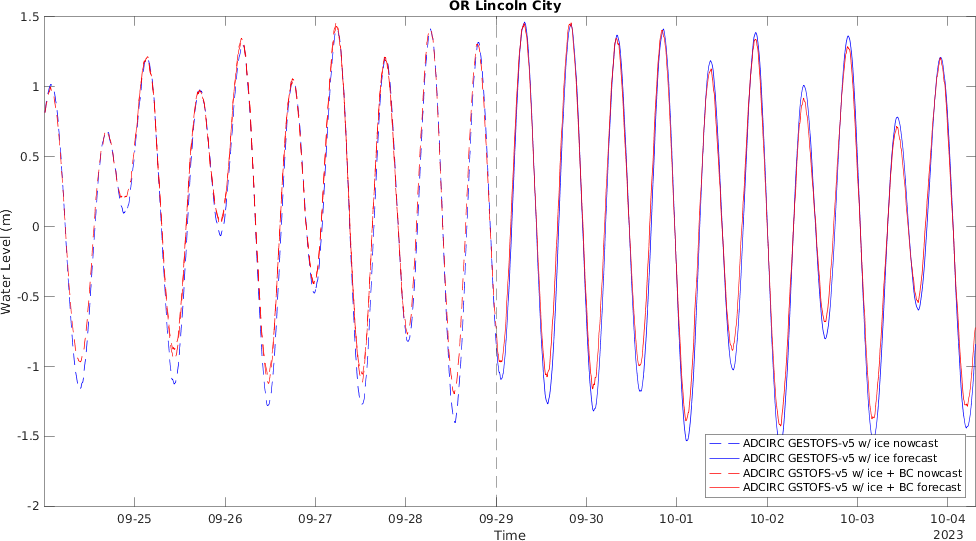 OR Lincoln City
1.5
1
0.5
0
-0.5
-1
-1.5
-2
Water Level (m)
09-25
09-26
09-27
09-28
09-29
09-30
10-01
10-02
10-03
10-04
2023
Time
ADCIRC GESTOFS-v5 w/ ice nowcast
ADCIRC GESTOFS-v5 w/ ice forecast
ADCIRC GSTOFS-v5 w/ ice + BC nowcast
ADCIRC GSTOFS-v5 w/ ice + BC forecast